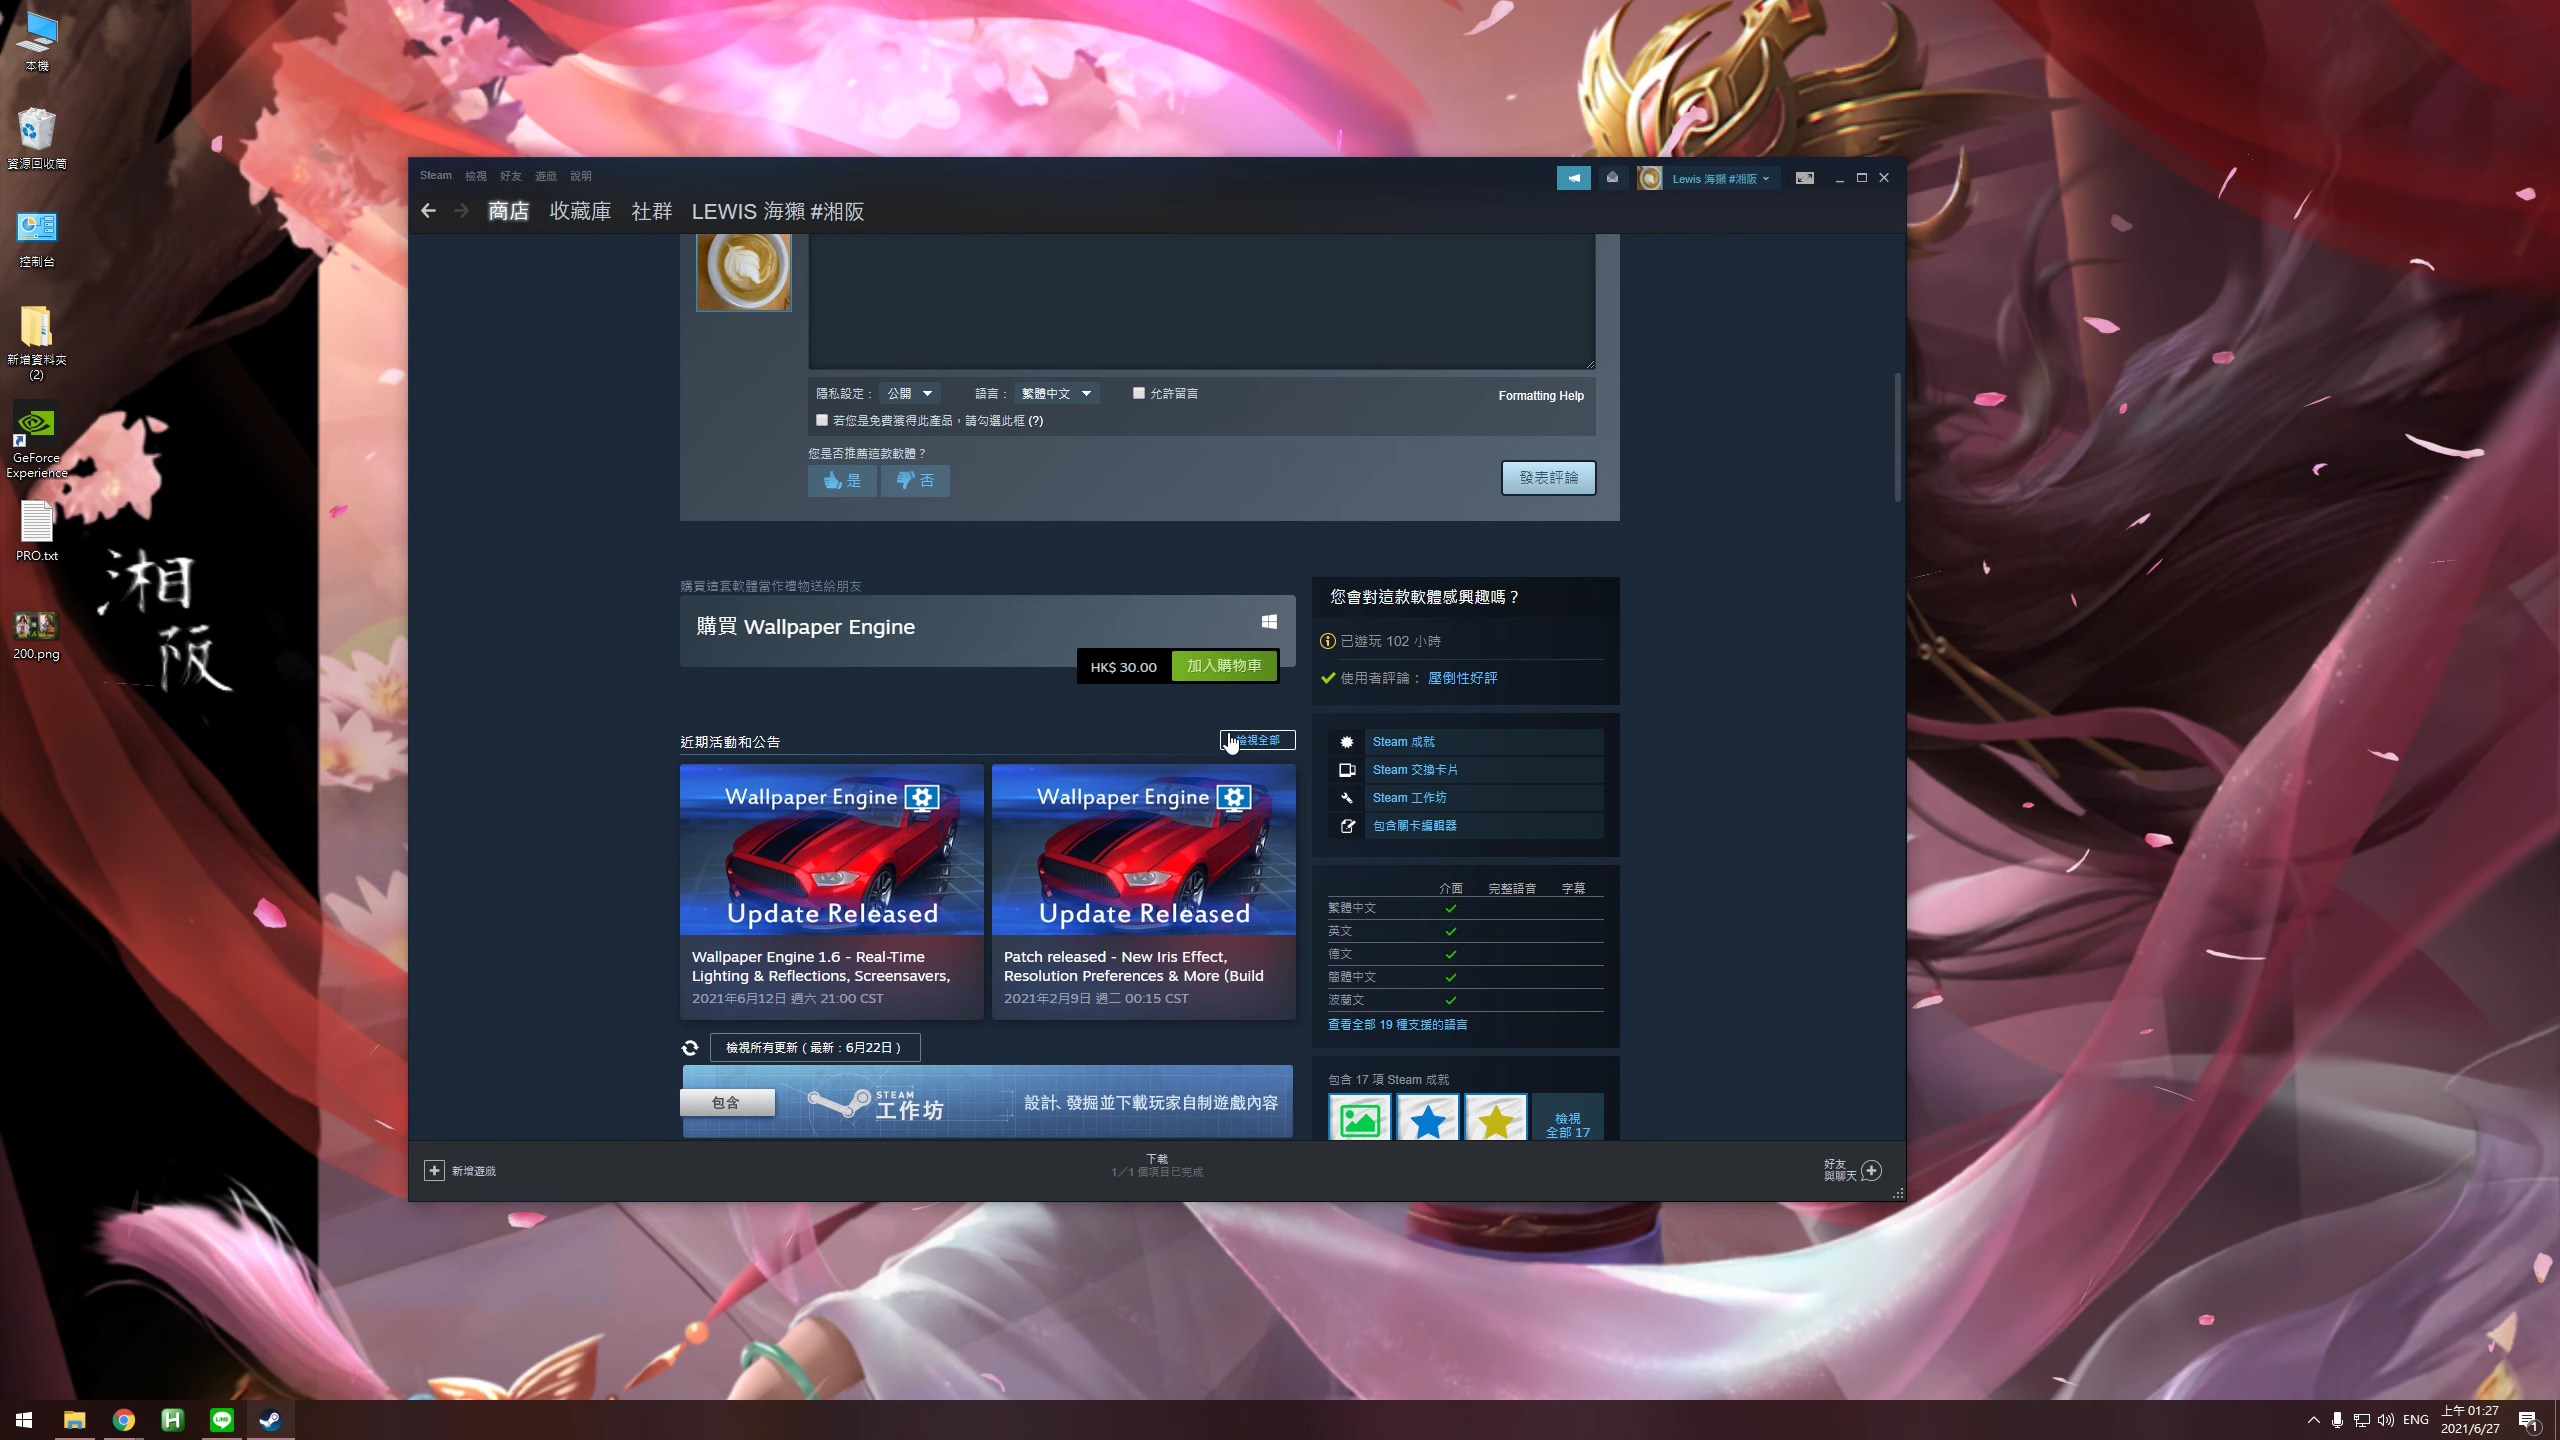 本機
資源回收筒
控制台
新增資料夾
(2)
GeForce
Experience
PRO.txt
200.png
湘
阪
Steam 檢視 好友 遊戲 說明
Lewis 海獺 #湘阪
商店 收藏庫 社群 LEWIS 海獺 #湘阪
隱私設定： 公開 語言： 繁體中文 允許留言 Formatting Help
若您是免費獲得此產品，請勾選此框 (?)
您是否推薦這款軟體？
是 否
發表評論
購買這套軟體當作禮物送給朋友
購買 Wallpaper Engine
HK$ 30.00 加入購物車
近期活動和公告 檢視全部
Wallpaper Engine
Update Released
Wallpaper Engine 1.6 - Real-Time
Lighting & Reflections, Screensavers,
2021年6月12日 週六 21:00 CST
Wallpaper Engine
Update Released
Patch released - New Iris Effect,
Resolution Preferences & More (Build
2021年2月9日 週二 00:15 CST
檢視所有更新 ( 最新：6月22日 )
包含 STEAM 工作坊 設計、發掘並下載玩家自制遊戲內容
您會對這款軟體感興趣嗎？
已遊玩 102 小時
使用者評論： 壓倒性好評
Steam 成就
Steam 交換卡片
Steam 工作坊
包含關卡編輯器
介面 完整語音 字幕
繁體中文
英文
德文
簡體中文
波蘭文
查看全部 19 種支援的語言
包含 17 項 Steam 成就
檢視
全部 17
新增遊戲
下載
1／1 個項目已完成
好友
與聊天
H
LINE
ENG
上午 01:27
2021/6/27
1